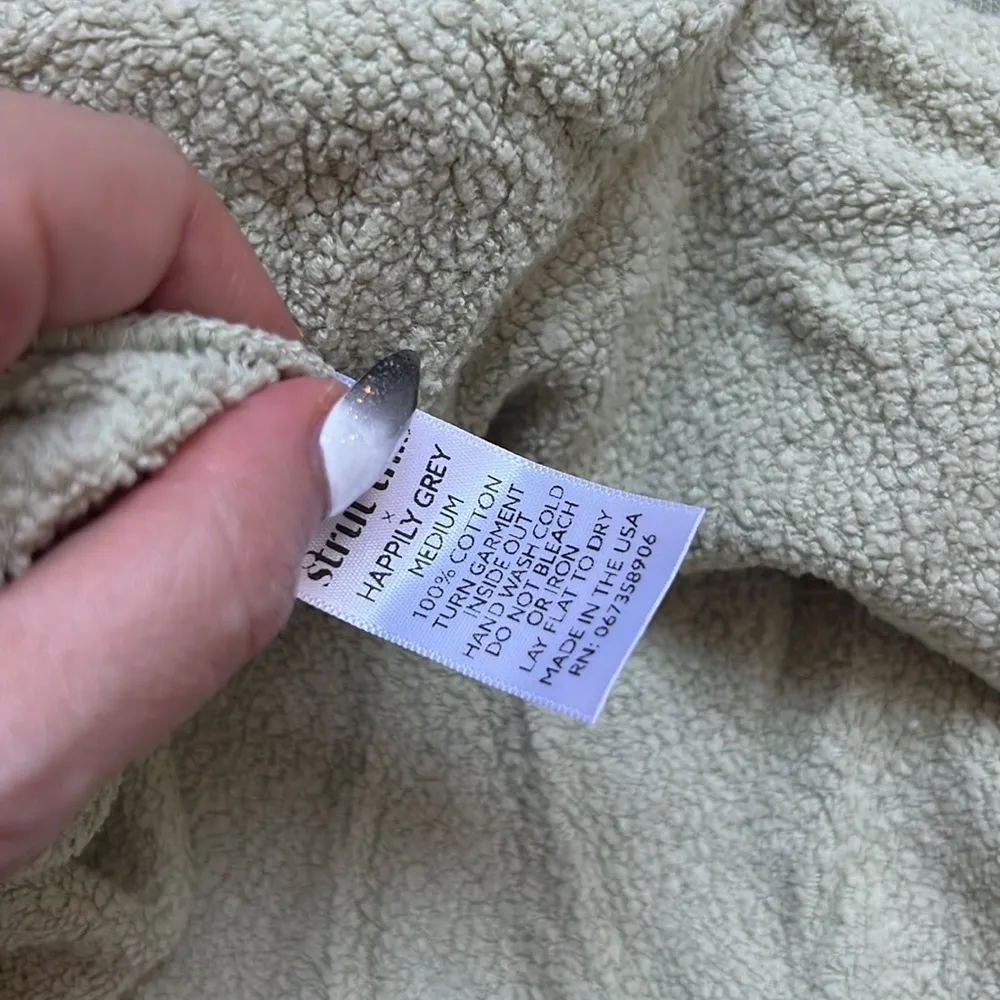 strut
×
HAPPILY GREY
MEDIUM
100% COTTON
TURN GARMENT
INSIDE OUT
HAND WASH COLD
DO NOT BLEACH
OR IRON
LAY FLAT TO DRY
MADE IN THE USA
RN: 067358906